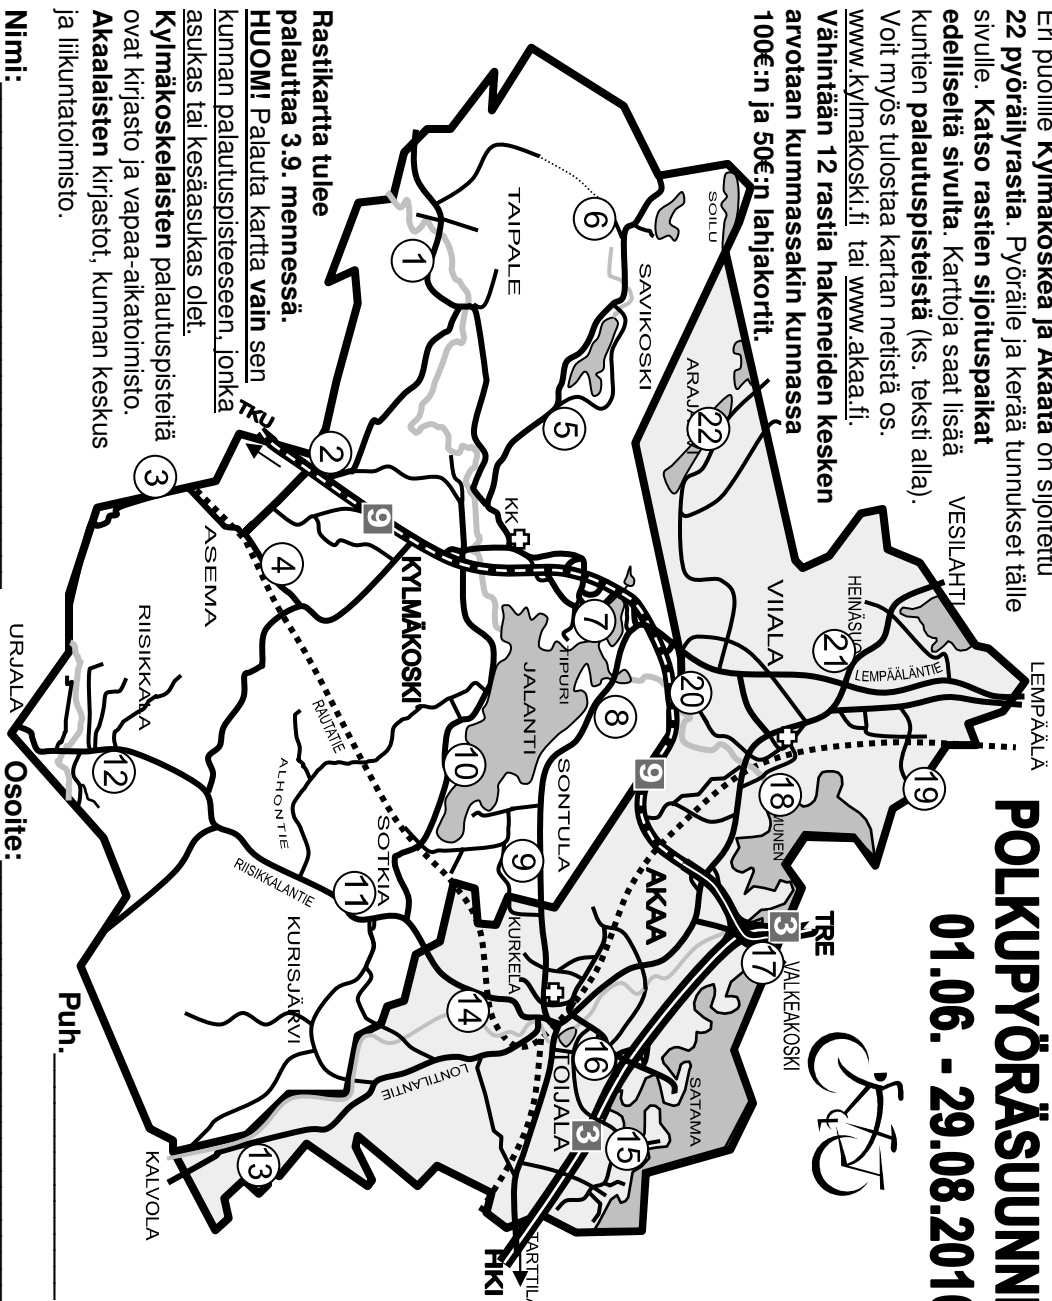 POLKUPYÖRÄSUUNN
01.06. - 29.08.201
Eri puolille Kylmäkoskea ja Akaata on sijoitettu
22 pyöräilyrastia. Pyöräile ja kerää tunnukset tälle
sivulle. Katso rastien sijoituspaikat
edelliseltä sivulta. Karttoja saat lisää
kuntien palautuspisteistä (ks. teksti alla).
Voit myös tulostaa kartan netistä os.
www.kylmakoski.fi tai www.akaa.fi.
Vähintään 12 rastia hakeneiden kesken
arvotaan kummassakin kunnassa
100€:n ja 50€:n lahjakortit.
LEMPÄÄLÄ
VESILAHTI
HEINÄSUO
LEMPÄÄLÄNTIE
19
21
VIIALA
SOILU
ARAJÄRVI
22
20
18
MUNEN
TRE
3
17
VALKEAKOSKI
SAVIKOSKI
6
5
TAIPALE
1
KK
7
TIPURI
8
9
AKAA
SONTULA
JALANTI
10
9
KURKELA
16
TOIJALA
SATAMA
15
3
TARTTILA
HKI
14
LONTILANTIE
13
KALVOLA
KYLMÄKOSKI
9
2
TKU
3
4
ASEMA
RAUTATIE
SOTKIA
11
ALHONTIE
RIISIKKALANTIE
KURISJÄRVI
RIISIKKALA
12
URJALA
Rastikartta tulee
palauttaa 3.9. mennessä.
HUOM! Palauta kartta vain sen
kunnan palautuspisteeseen, jonka
asukas tai kesäasukas olet.
Kylmäkoskelaisten palautuspisteitä
ovat kirjasto ja vapaa-aikatoimisto.
Akaalaisten kirjastot, kunnan keskus
ja liikuntatoimisto.
Puh.
Nimi:
Osoite: